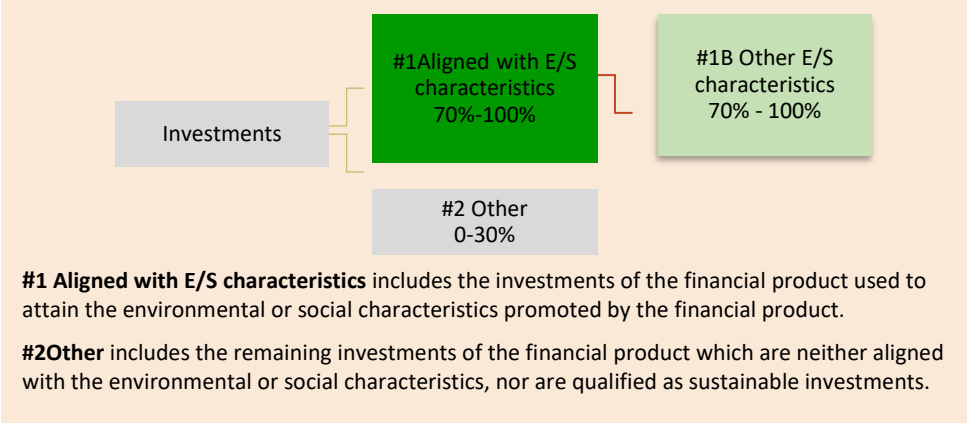 #1Aligned with E/S
characteristics
70%-100%
#1B Other E/S
characteristics
70% - 100%
Investments
#2 Other
0-30%
#1 Aligned with E/S characteristics includes the investments of the financial product used to
attain the environmental or social characteristics promoted by the financial product.
#2Other includes the remaining investments of the financial product which are neither aligned
with the environmental or social characteristics, nor are qualified as sustainable investments.